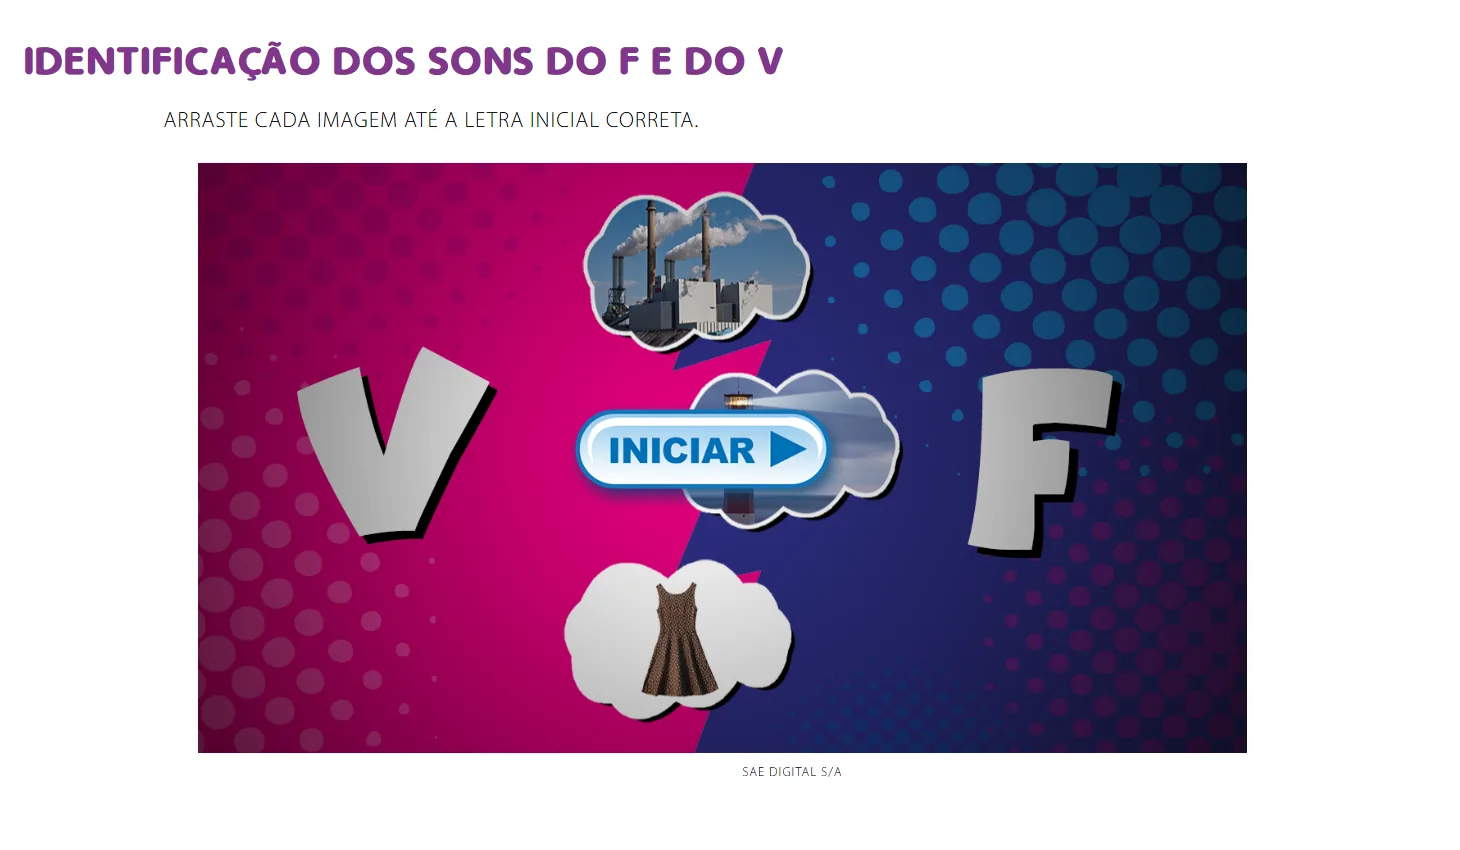 IDENTIFICAÇÃO DOS SONS DO F E DO V
ARRASTE CADA IMAGEM ATÉ A LETRA INICIAL CORRETA.
V
INICIAR
F
SAE DIGITAL S/A